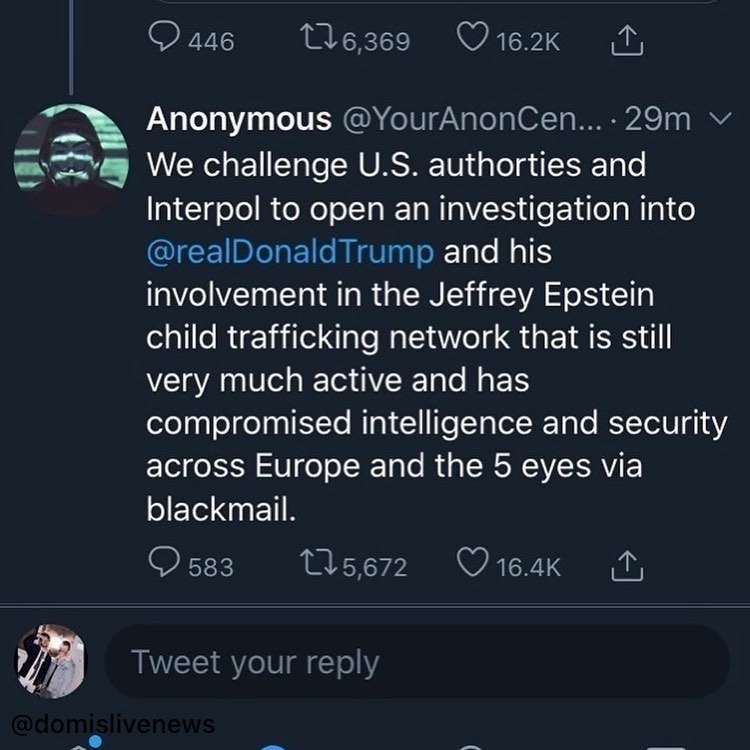 446 6,369 16.2K
Anonymous @YourAnonCen... · 29m
We challenge U.S. authorties and
Interpol to open an investigation into
@realDonaldTrump and his
involvement in the Jeffrey Epstein
child trafficking network that is still
very much active and has
compromised intelligence and security
across Europe and the 5 eyes via
blackmail.
583 5,672 16.4K
Tweet your reply
@domislivenews